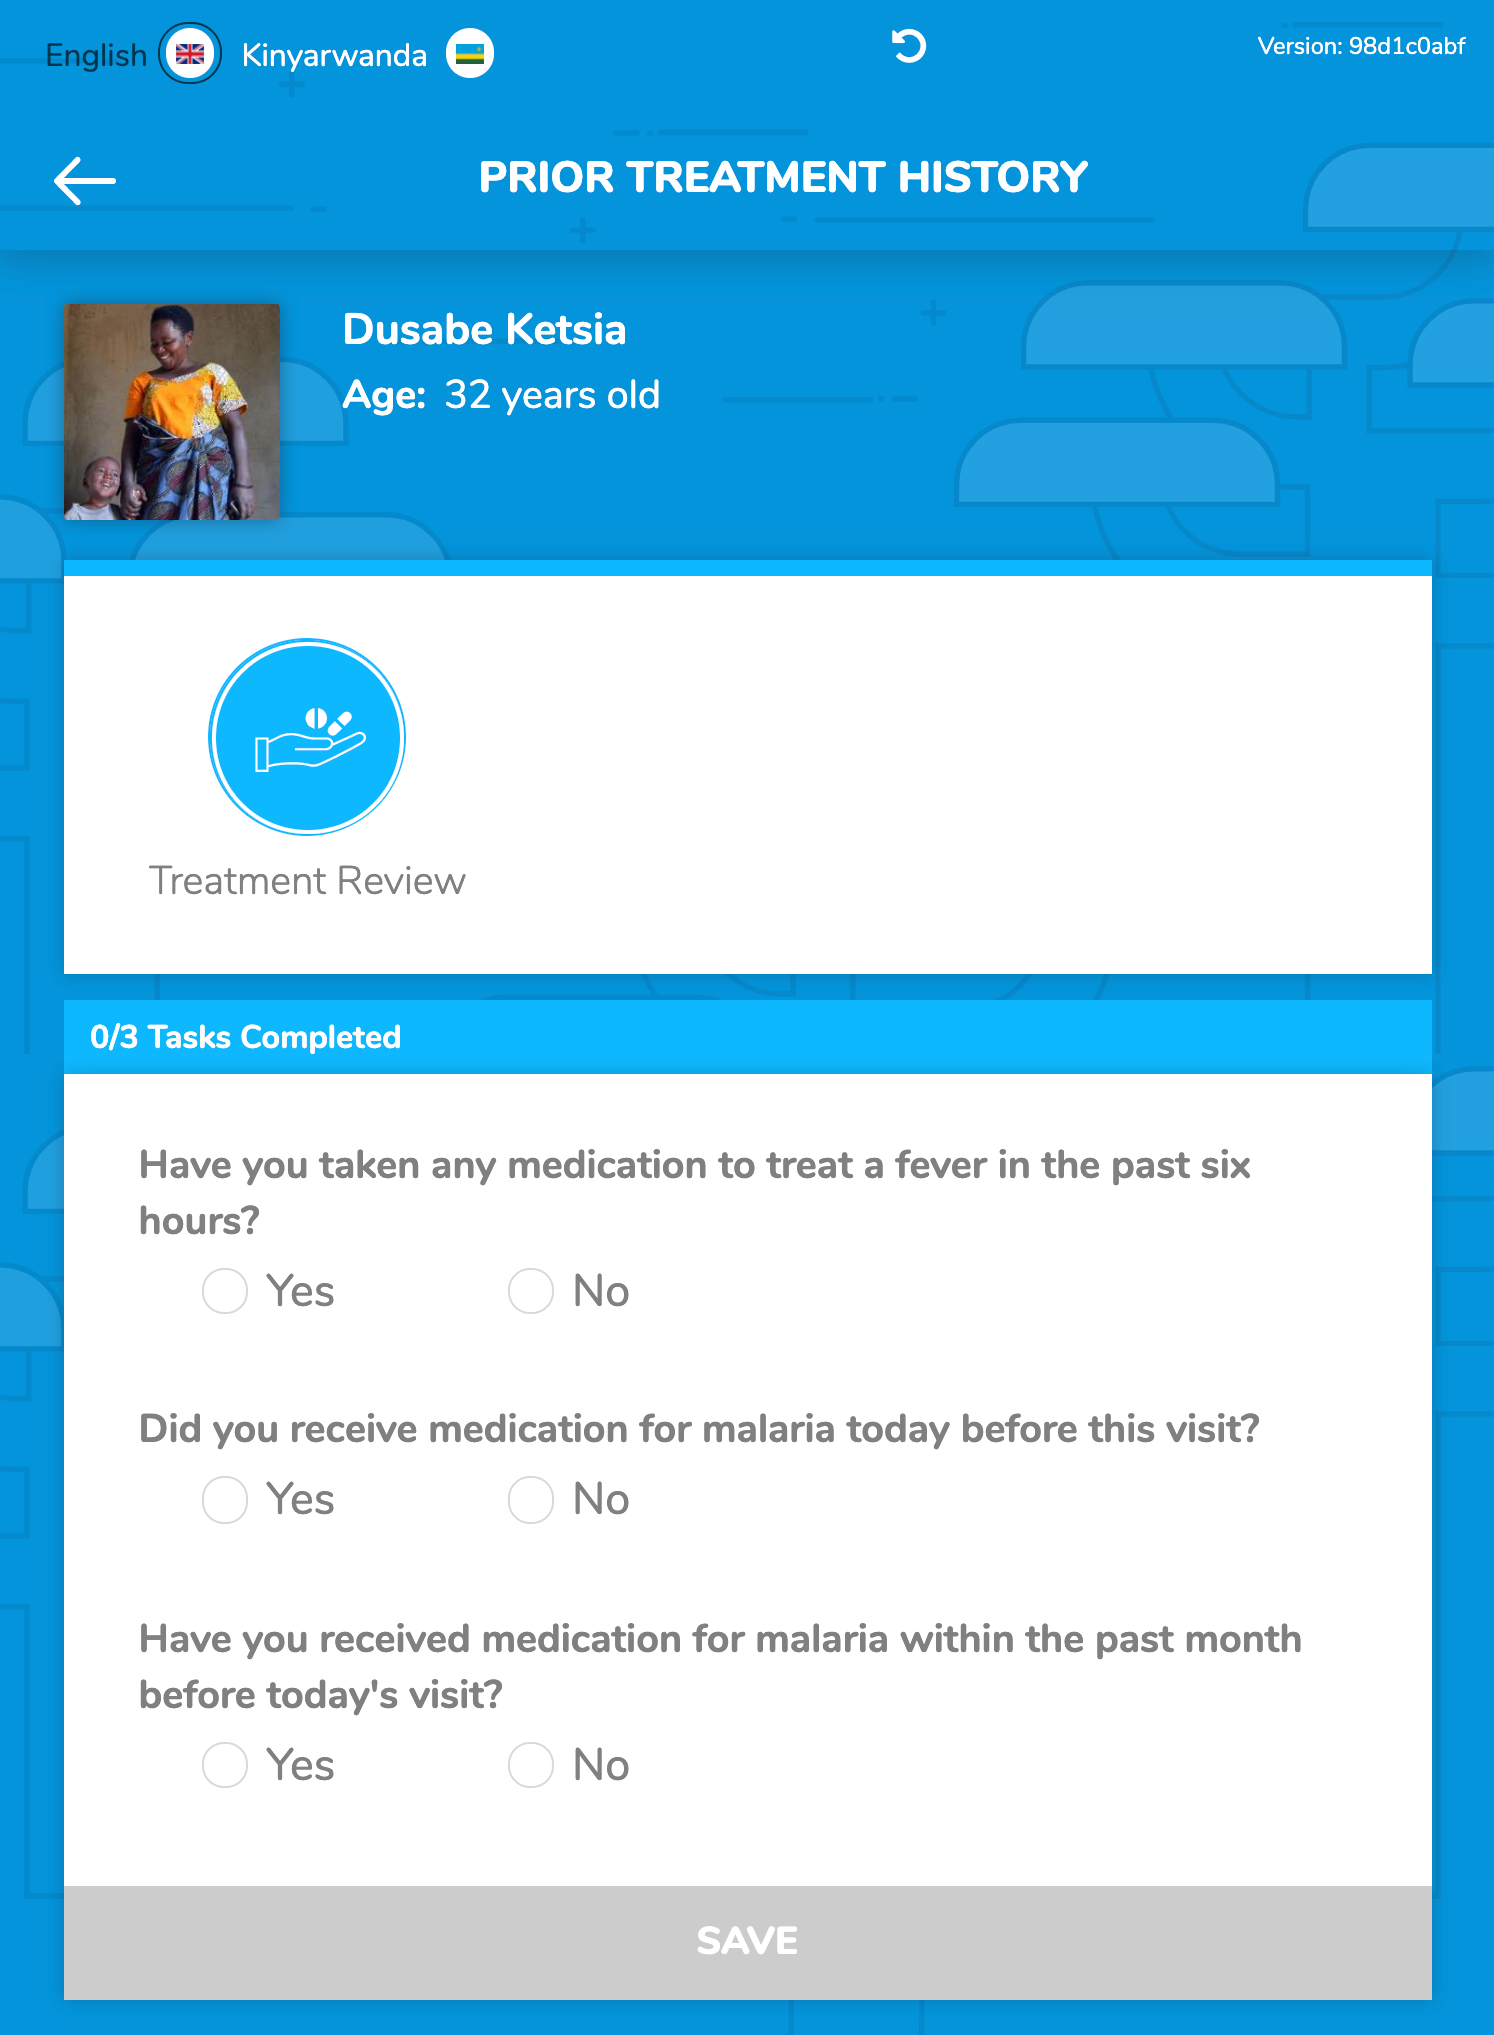 English
Kinyarwanda
Version: 98d1c0abf
PRIOR TREATMENT HISTORY
Dusabe Ketsia
Age: 32 years old
Treatment Review
0/3 Tasks Completed
Have you taken any medication to treat a fever in the past six
hours?
Yes
No
Did you receive medication for malaria today before this visit?
Yes
No
Have you received medication for malaria within the past month
before today's visit?
Yes
No
SAVE